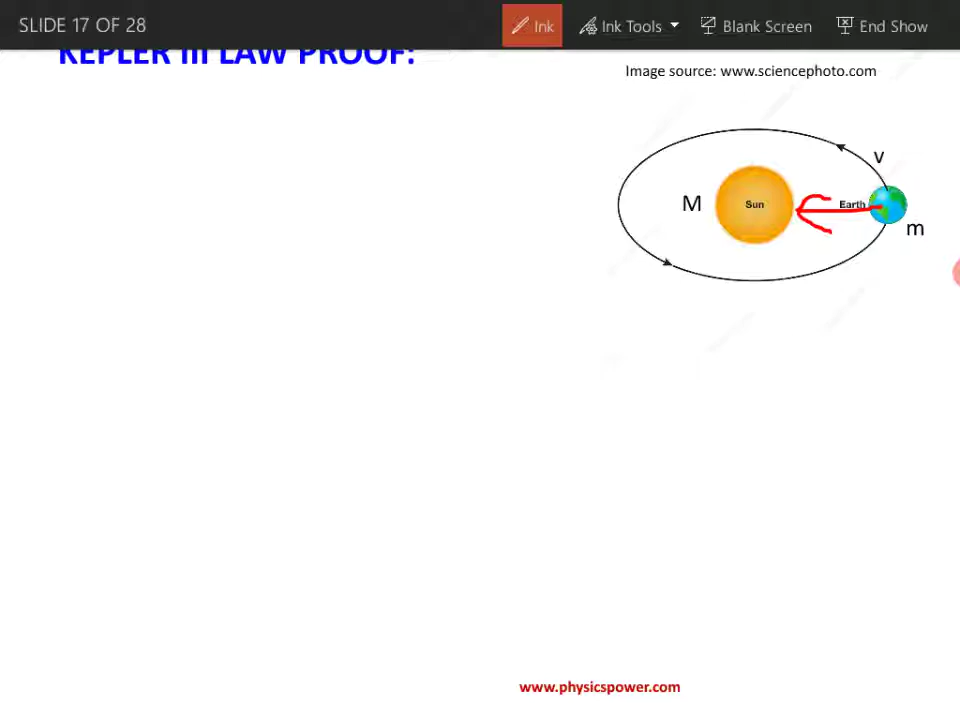 SLIDE 17 OF 28
Ink
Ink Tools
Blank Screen
End Show
KEPLER III LAW PROOF:
Image source: www.sciencephoto.com
v
M
Sun
Earth
m
www.physicspower.com